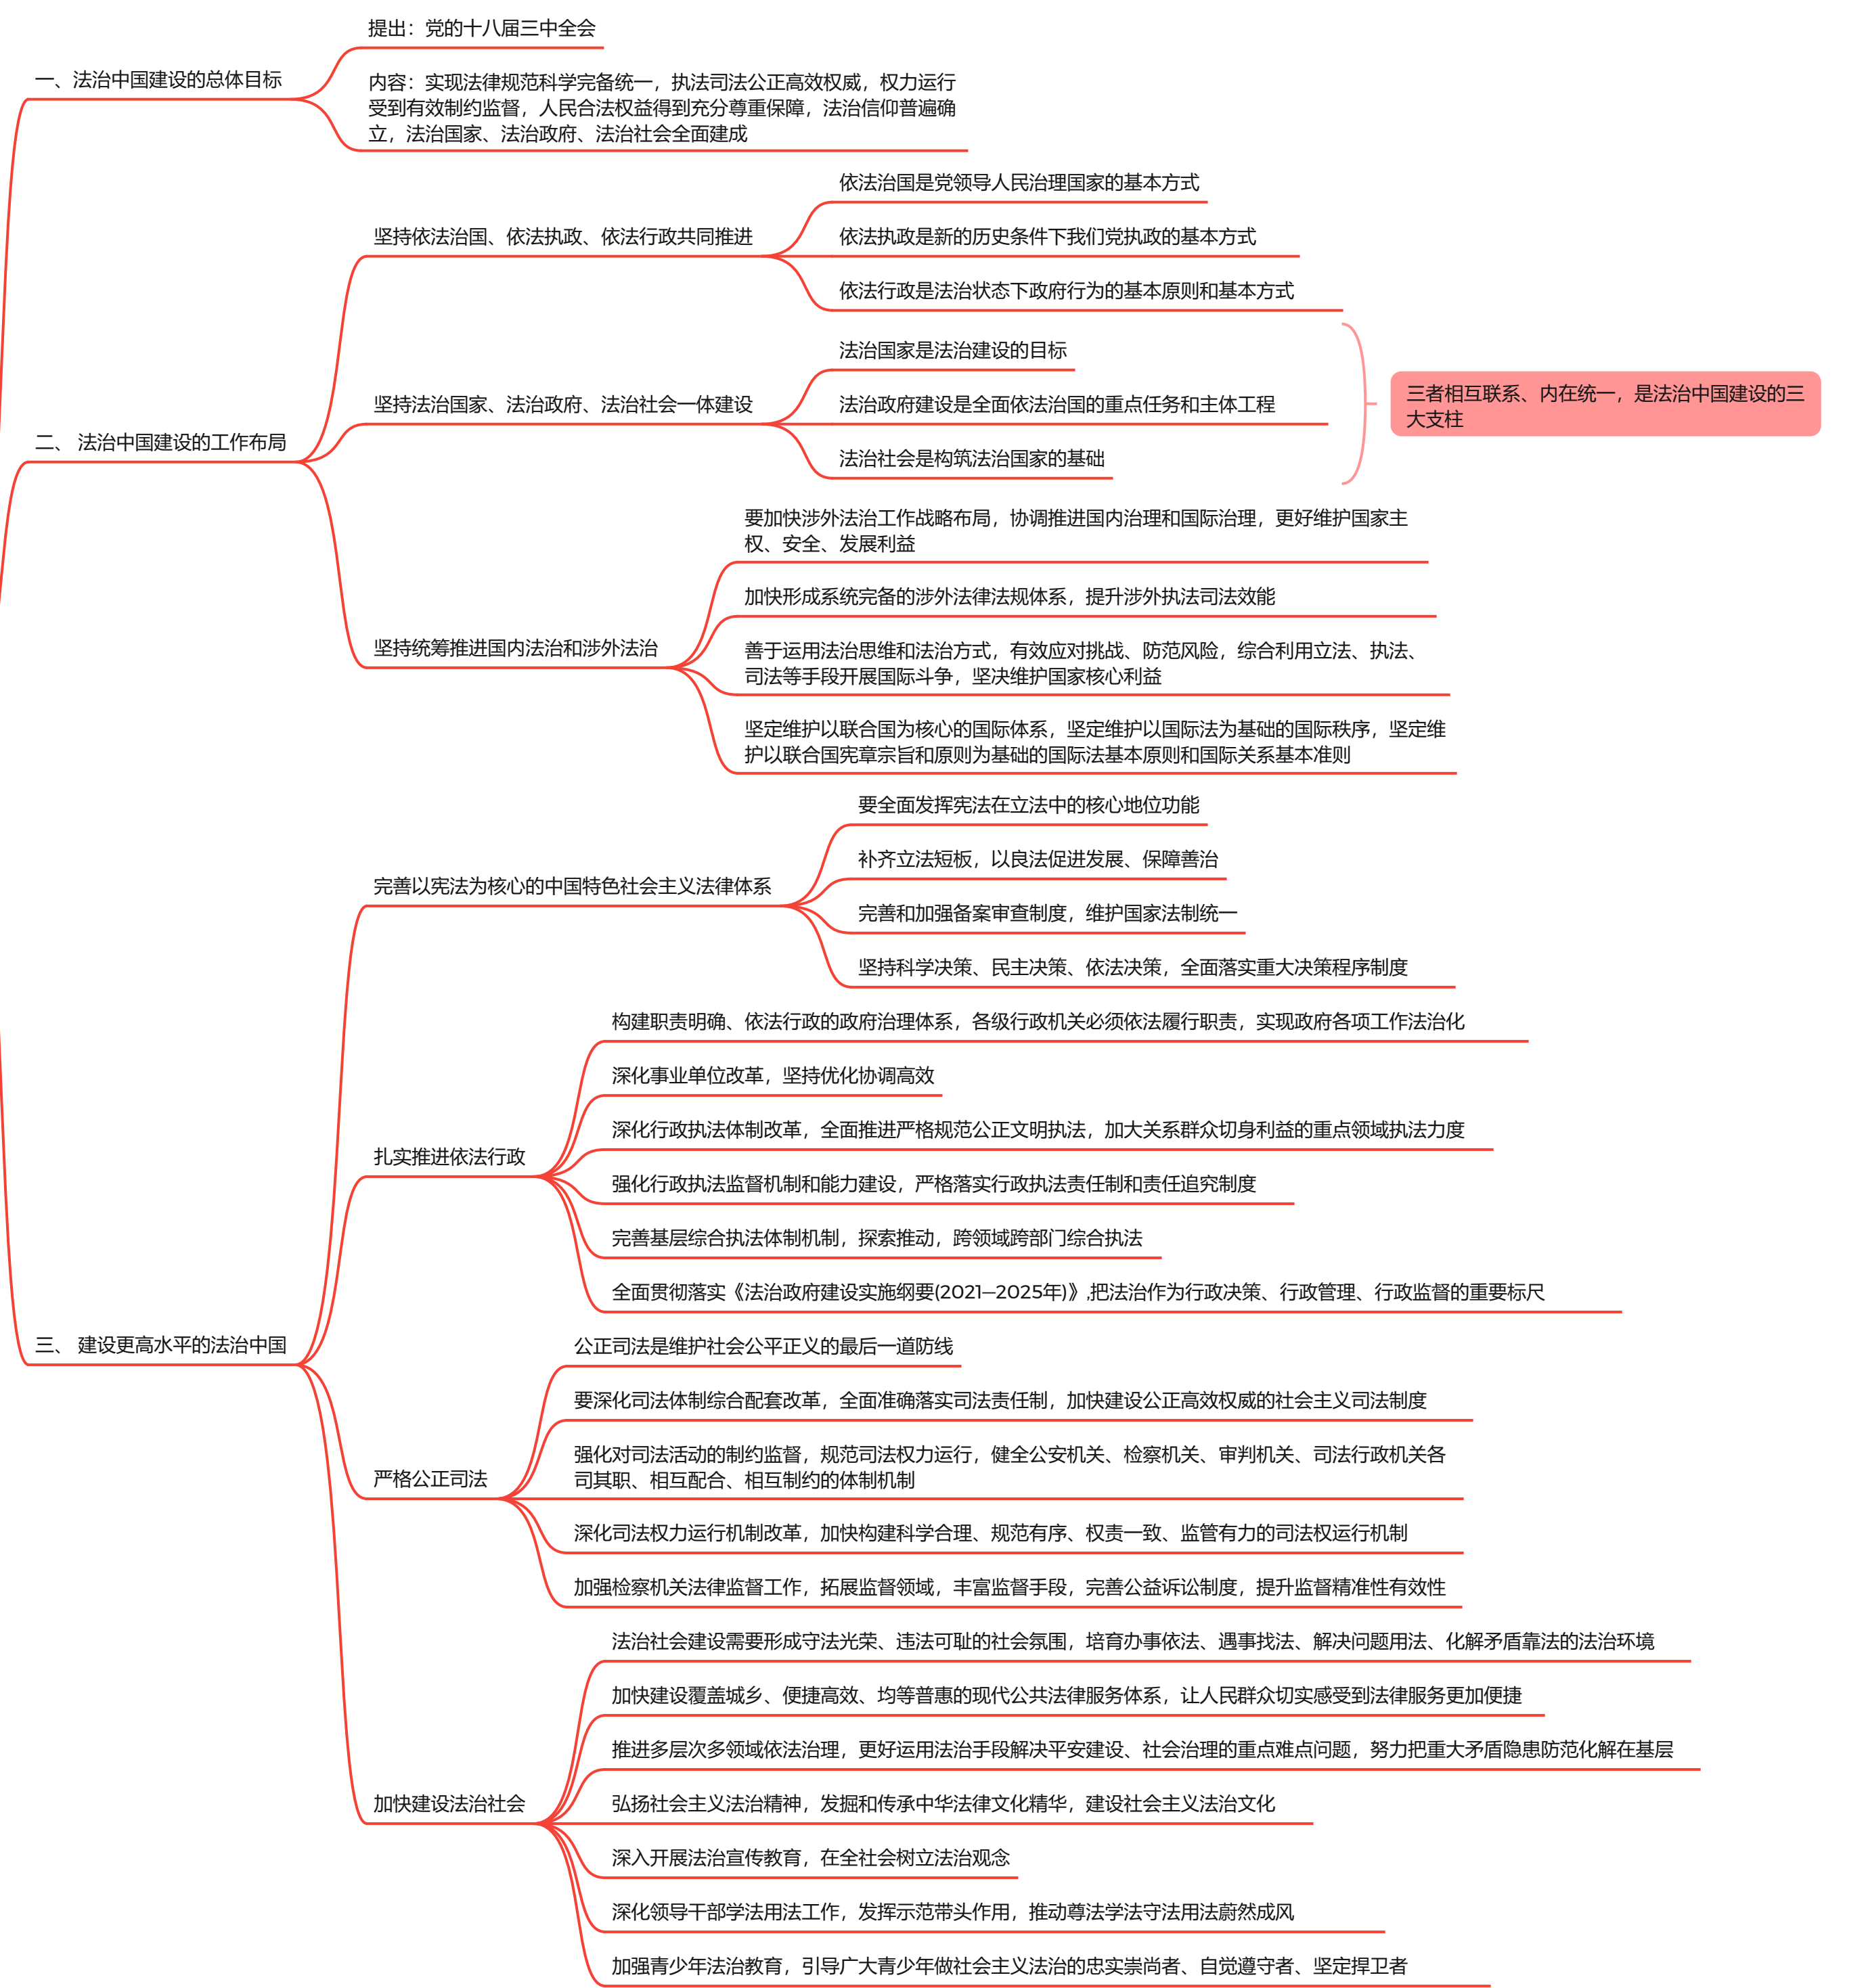 一、法治中国建设的总体目标
提出：党的十八届三中全会
内容：实现法律规范科学完备统一，执法司法公正高效权威，权力运行
受到有效制约监督，人民合法权益得到充分尊重保障，法治信仰普遍确
立，法治国家、法治政府、法治社会全面建成
二、 法治中国建设的工作布局
坚持依法治国、依法执政、依法行政共同推进
依法治国是党领导人民治理国家的基本方式
依法执政是新的历史条件下我们党执政的基本方式
依法行政是法治状态下政府行为的基本原则和基本方式
坚持法治国家、法治政府、法治社会一体建设
法治国家是法治建设的目标
法治政府建设是全面依法治国的重点任务和主体工程
法治社会是构筑法治国家的基础
三者相互联系、内在统一，是法治中国建设的三
大支柱
坚持统筹推进国内法治和涉外法治
要加快涉外法治工作战略布局，协调推进国内治理和国际治理，更好维护国家主
权、安全、发展利益
加快形成系统完备的涉外法律法规体系，提升涉外执法司法效能
善于运用法治思维和法治方式，有效应对挑战、防范风险，综合利用立法、执法、
司法等手段开展国际斗争，坚决维护国家核心利益
坚定维护以联合国为核心的国际体系，坚定维护以国际法为基础的国际秩序，坚定维
护以联合国宪章宗旨和原则为基础的国际法基本原则和国际关系基本准则
三、 建设更高水平的法治中国
完善以宪法为核心的中国特色社会主义法律体系
要全面发挥宪法在立法中的核心地位功能
补齐立法短板，以良法促进发展、保障善治
完善和加强备案审查制度，维护国家法制统一
坚持科学决策、民主决策、依法决策，全面落实重大决策程序制度
扎实推进依法行政
构建职责明确、依法行政的政府治理体系，各级行政机关必须依法履行职责，实现政府各项工作法治化
深化事业单位改革，坚持优化协调高效
深化行政执法体制改革，全面推进严格规范公正文明执法，加大关系群众切身利益的重点领域执法力度
强化行政执法监督机制和能力建设，严格落实行政执法责任制和责任追究制度
完善基层综合执法体制机制，探索推动，跨领域跨部门综合执法
全面贯彻落实《法治政府建设实施纲要(2021—2025年)》,把法治作为行政决策、行政管理、行政监督的重要标尺
严格公正司法
公正司法是维护社会公平正义的最后一道防线
要深化司法体制综合配套改革，全面准确落实司法责任制，加快建设公正高效权威的社会主义司法制度
强化对司法活动的制约监督，规范司法权力运行，健全公安机关、检察机关、审判机关、司法行政机关各
司其职、相互配合、相互制约的体制机制
深化司法权力运行机制改革，加快构建科学合理、规范有序、权责一致、监管有力的司法权运行机制
加强检察机关法律监督工作，拓展监督领域，丰富监督手段，完善公益诉讼制度，提升监督精准性有效性
加快建设法治社会
法治社会建设需要形成守法光荣、违法可耻的社会氛围，培育办事依法、遇事找法、解决问题用法、化解矛盾靠法的法治环境
加快建设覆盖城乡、便捷高效、均等普惠的现代公共法律服务体系，让人民群众切实感受到法律服务更加便捷
推进多层次多领域依法治理，更好运用法治手段解决平安建设、社会治理的重点难点问题，努力把重大矛盾隐患防范化解在基层
弘扬社会主义法治精神，发掘和传承中华法律文化精华，建设社会主义法治文化
深入开展法治宣传教育，在全社会树立法治观念
深化领导干部学法用法工作，发挥示范带头作用，推动尊法学法守法用法蔚然成风
加强青少年法治教育，引导广大青少年做社会主义法治的忠实崇尚者、自觉遵守者、坚定捍卫者